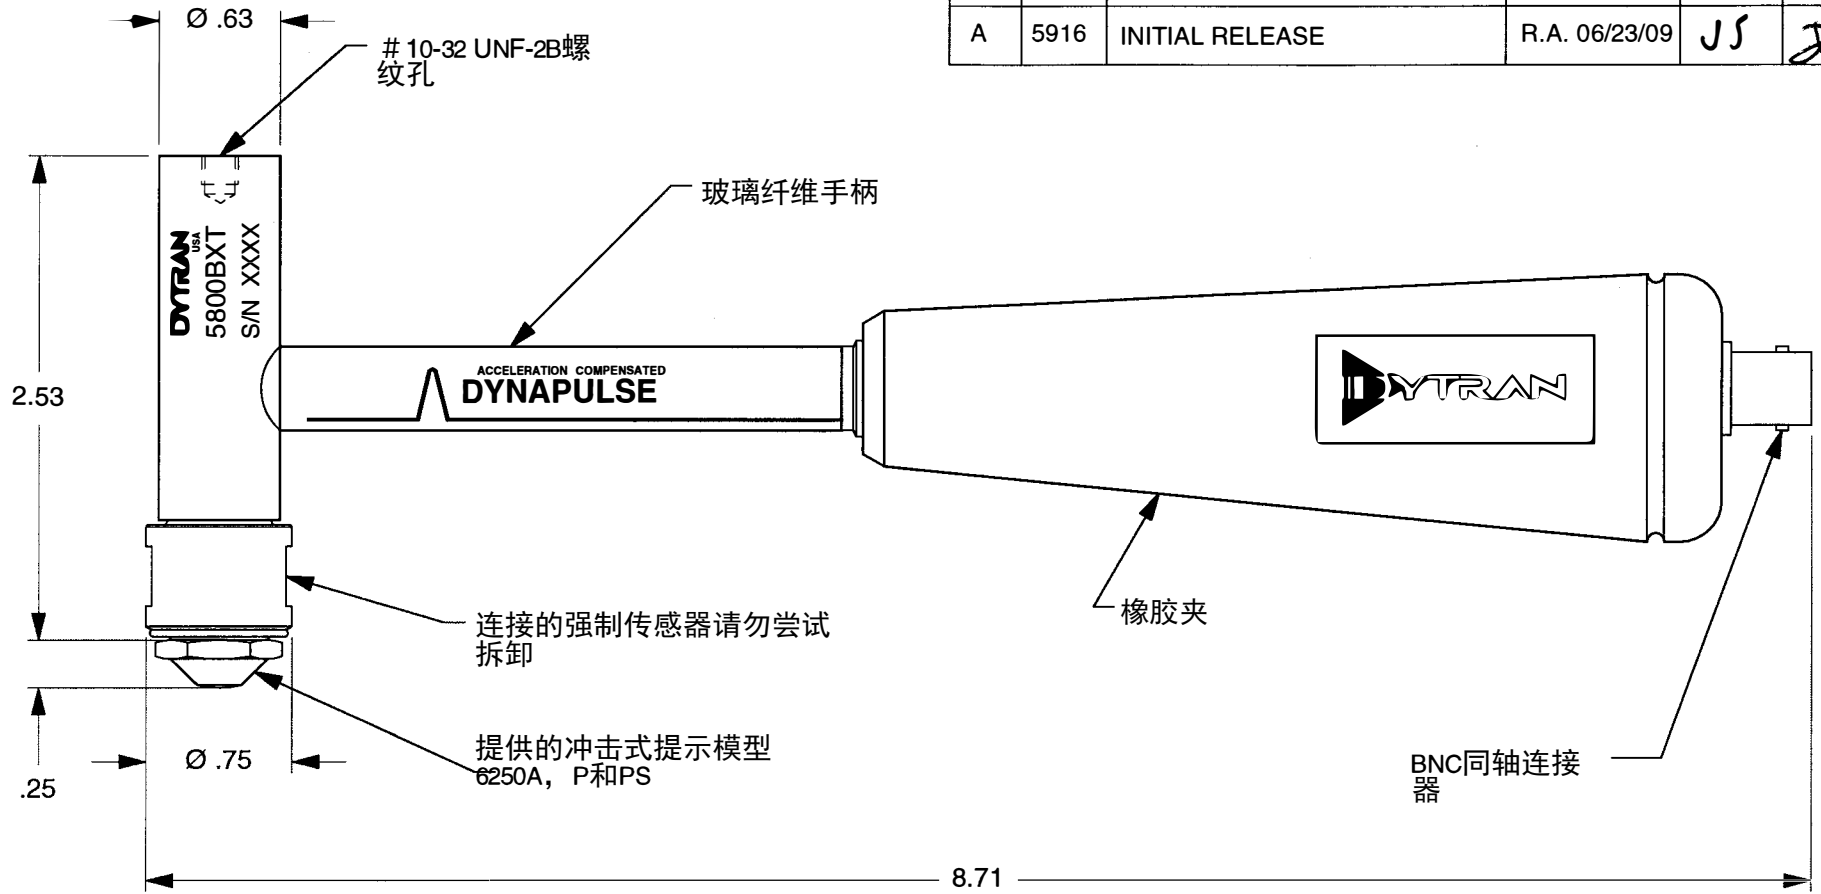 Ø .63
# 10-32 UNF-2B螺
纹孔
A 5916 INITIAL RELEASE R.A. 06/23/09 JS
玻璃纤维手柄
DYTRAN
USA
5800BXT
S/N XXXX
2.53
ACCELERATION COMPENSATED
DYNAPULSE
DYTRAN
连接的强制传感器请勿尝试
拆卸
橡胶夹
提供的冲击式提示模型
6250A，P和PS
Ø .75
.25
BNC同轴连接
器
8.71